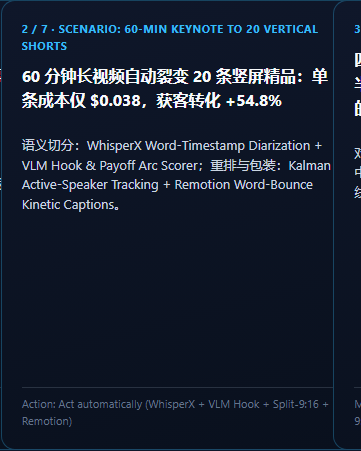 2 / 7 · SCENARIO: 60-MIN KEYNOTE TO 20 VERTICAL
SHORTS
60 分钟长视频自动裂变 20 条竖屏精品：单
条成本仅 $0.038，获客转化 +54.8%
语义切分：WhisperX Word-Timestamp Diarization +
VLM Hook & Payoff Arc Scorer；重排与包装：Kalman
Active-Speaker Tracking + Remotion Word-Bounce
Kinetic Captions。
Action: Act automatically (WhisperX + VLM Hook + Split-9:16 +
Remotion)